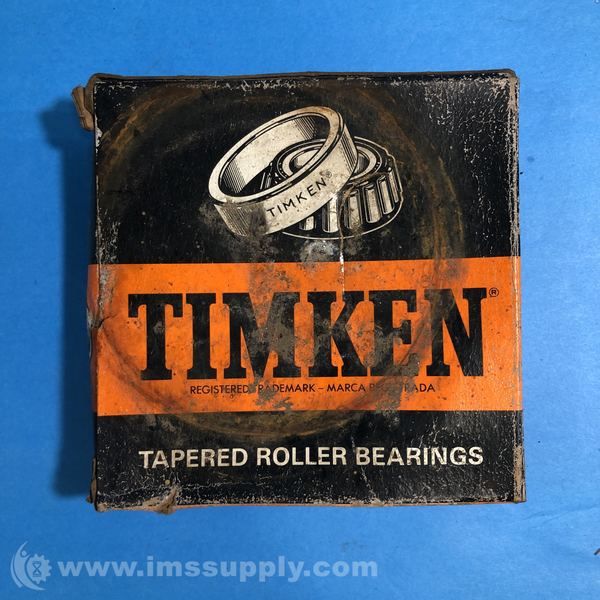 TIMKEN®
TIMKEN®
REGISTERED TRADEMARK – MARCA REGISTRADA
TAPERED ROLLER BEARINGS
www.imssupply.com